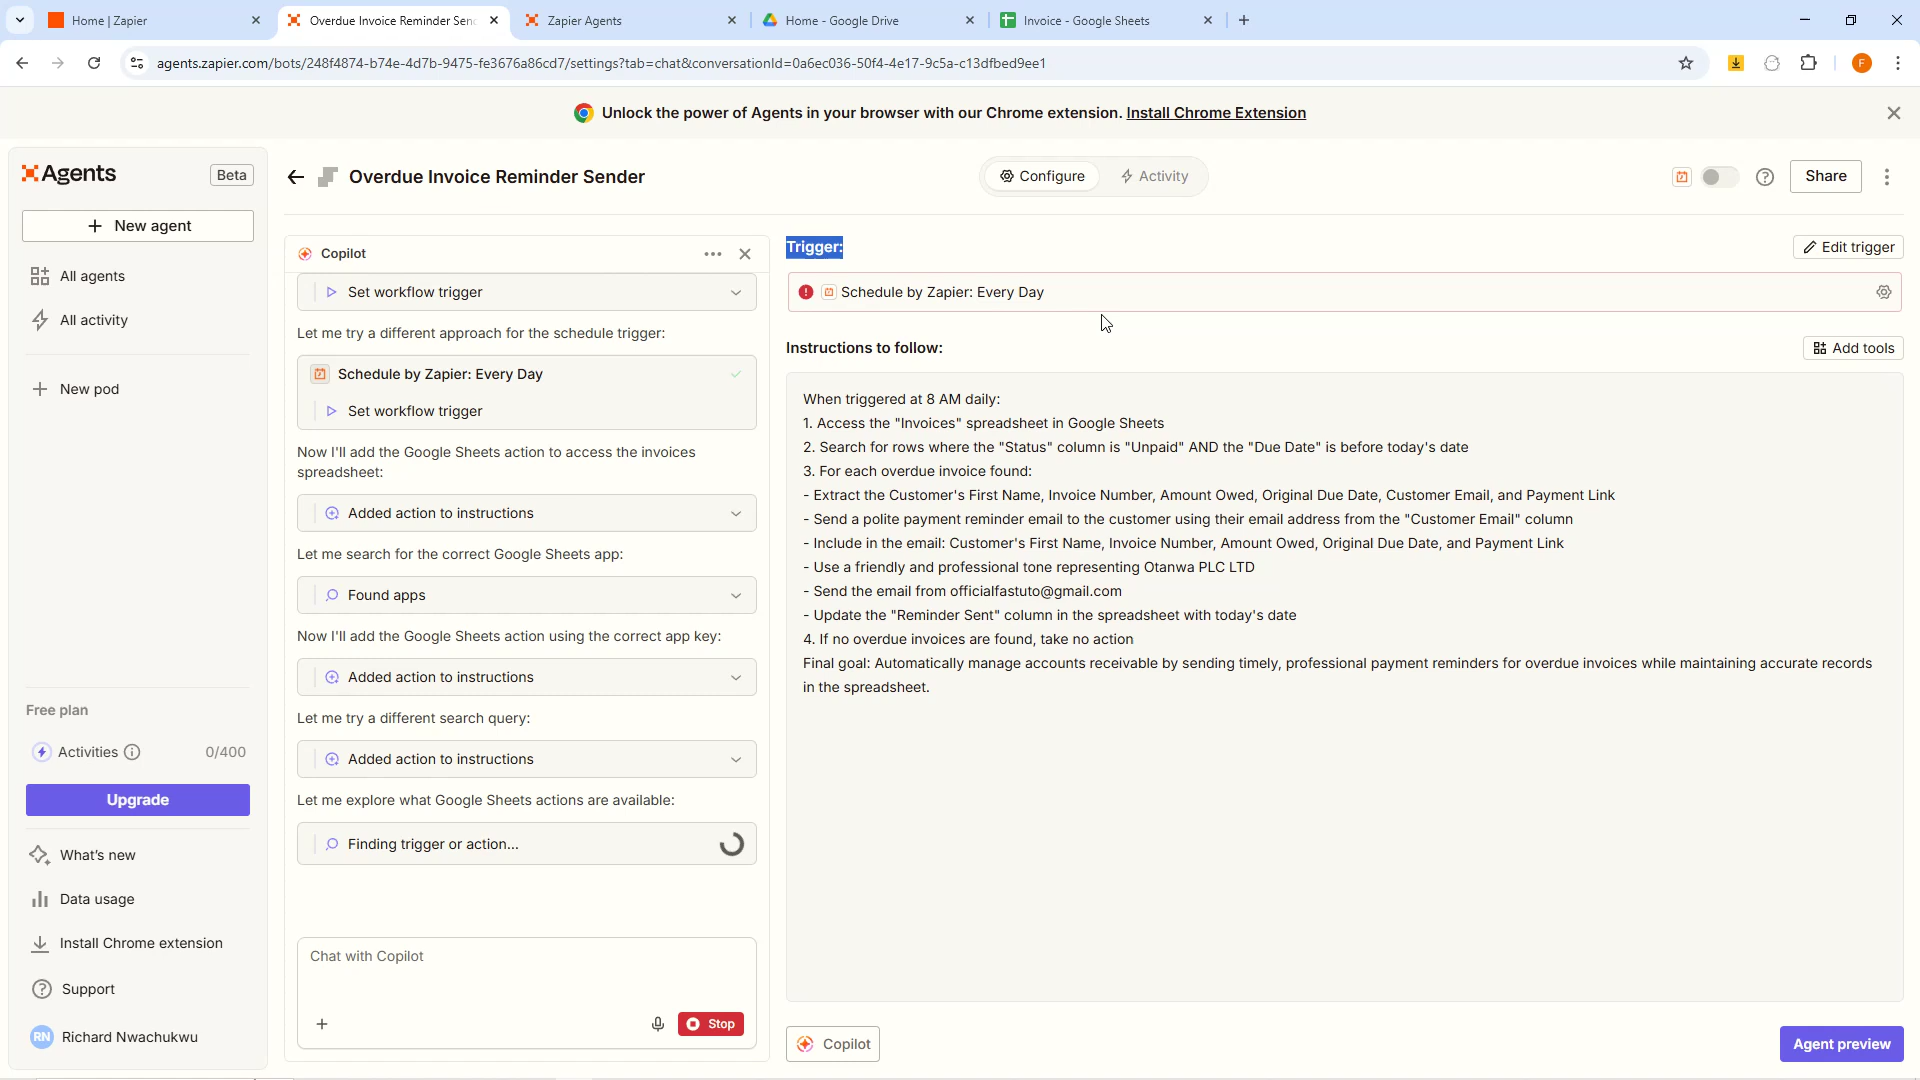 Home | Zapier
Overdue Invoice Reminder Send
Zapier Agents
Home - Google Drive
Invoice - Google Sheets
agents.zapier.com/bots/248f4874-b74e-4d7b-9475-fe3676a86cd7/settings?tab=chat&conversationId=0a6ec036-50f4-4e17-9c5a-c13dfbed9ee1
F
Unlock the power of Agents in your browser with our Chrome extension. Install Chrome Extension
Agents
Beta
New agent
All agents
All activity
New pod
Free plan
Activities
0/400
Upgrade
What's new
Data usage
Install Chrome extension
Support
RN
Richard Nwachukwu
Overdue Invoice Reminder Sender
Configure
Activity
Share
Copilot
Set workflow trigger
Let me try a different approach for the schedule trigger:
Schedule by Zapier: Every Day
Set workflow trigger
Now I'll add the Google Sheets action to access the invoices
spreadsheet:
Added action to instructions
Let me search for the correct Google Sheets app:
Found apps
Now I'll add the Google Sheets action using the correct app key:
Added action to instructions
Let me try a different search query:
Added action to instructions
Let me explore what Google Sheets actions are available:
Finding trigger or action...
Chat with Copilot
Stop
Trigger:
Edit trigger
Schedule by Zapier: Every Day
Instructions to follow:
Add tools
When triggered at 8 AM daily:
1. Access the "Invoices" spreadsheet in Google Sheets
2. Search for rows where the "Status" column is "Unpaid" AND the "Due Date" is before today's date
3. For each overdue invoice found:
- Extract the Customer's First Name, Invoice Number, Amount Owed, Original Due Date, Customer Email, and Payment Link
- Send a polite payment reminder email to the customer using their email address from the "Customer Email" column
- Include in the email: Customer's First Name, Invoice Number, Amount Owed, Original Due Date, and Payment Link
- Use a friendly and professional tone representing Otanwa PLC LTD
- Send the email from officialfastuto@gmail.com
- Update the "Reminder Sent" column in the spreadsheet with today's date
4. If no overdue invoices are found, take no action
Final goal: Automatically manage accounts receivable by sending timely, professional payment reminders for overdue invoices while maintaining accurate records
in the spreadsheet.
Copilot
Agent preview